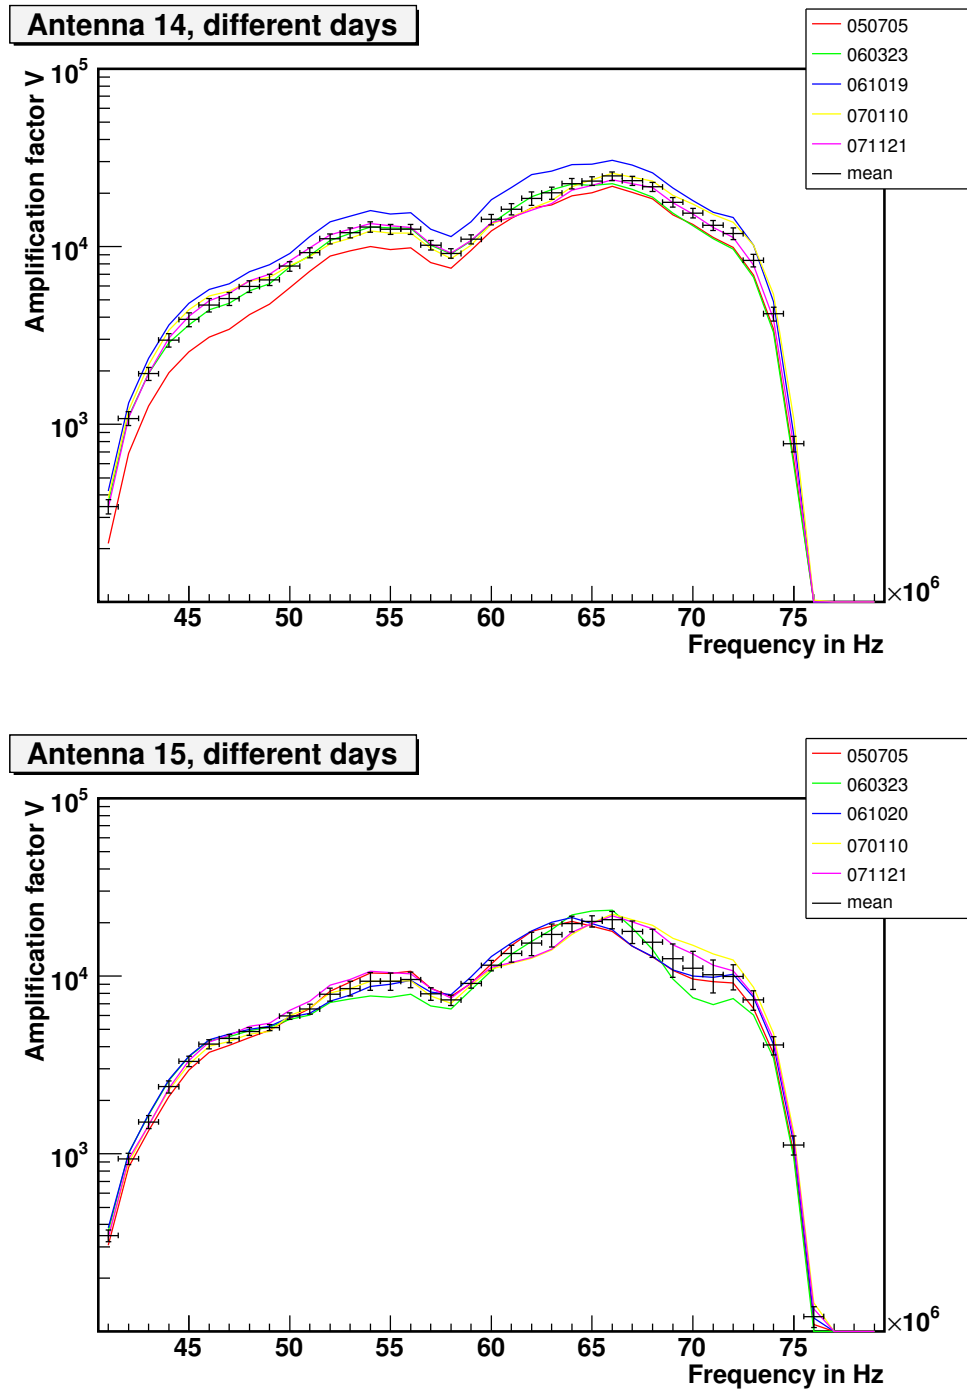 Antenna 14, different days
Amplification factor V
10^5
10^4
10^3
050705
060323
061019
070110
071121
mean
45 50 55 60 65 70 75
×10^6
Frequency in Hz
Antenna 15, different days
Amplification factor V
10^5
10^4
10^3
050705
060323
061020
070110
071121
mean
45 50 55 60 65 70 75
×10^6
Frequency in Hz